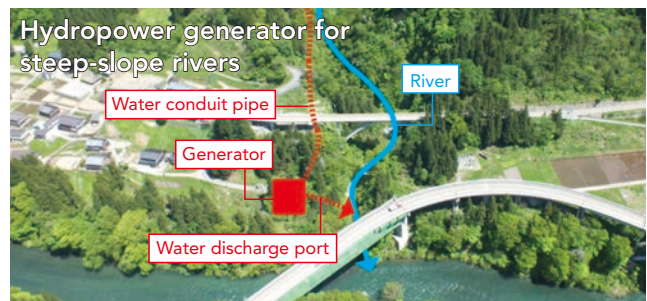 Hydropower generator for
steep-slope rivers
River
Water conduit pipe
Generator
Water discharge port